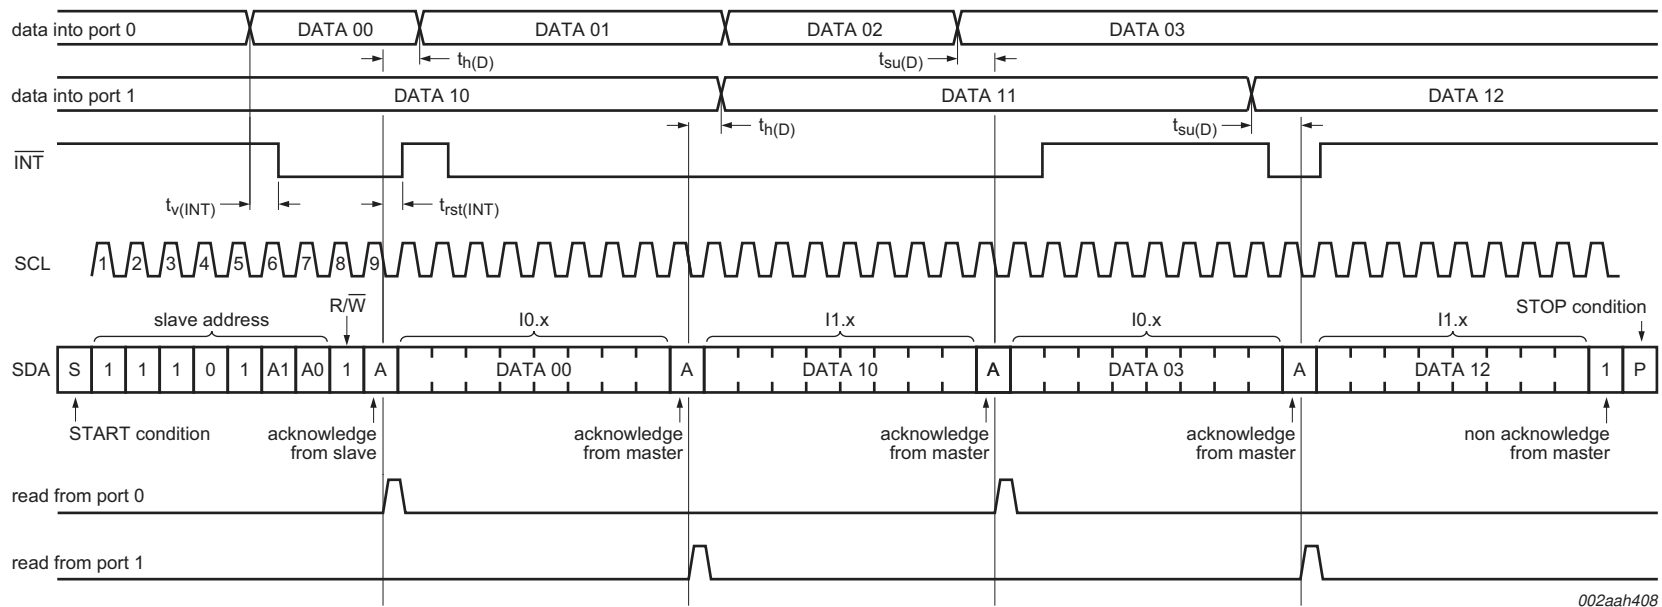 data into port 0 DATA 00 DATA 01 DATA 02 DATA 03
th(D) tsu(D)
data into port 1 DATA 10 DATA 11 DATA 12
th(D) tsu(D)
INT
tv(INT) trst(INT)
SCL 1 2 3 4 5 6 7 8 9
R/W STOP condition
slave address I0.x I1.x I0.x I1.x
SDA S 1 1 1 0 1 A1 A0 1 A DATA 00 A DATA 10 A DATA 03 A DATA 12 1 P
START condition acknowledge acknowledge acknowledge acknowledge non acknowledge
from slave from master from master from master from master
read from port 0
read from port 1
002aah408